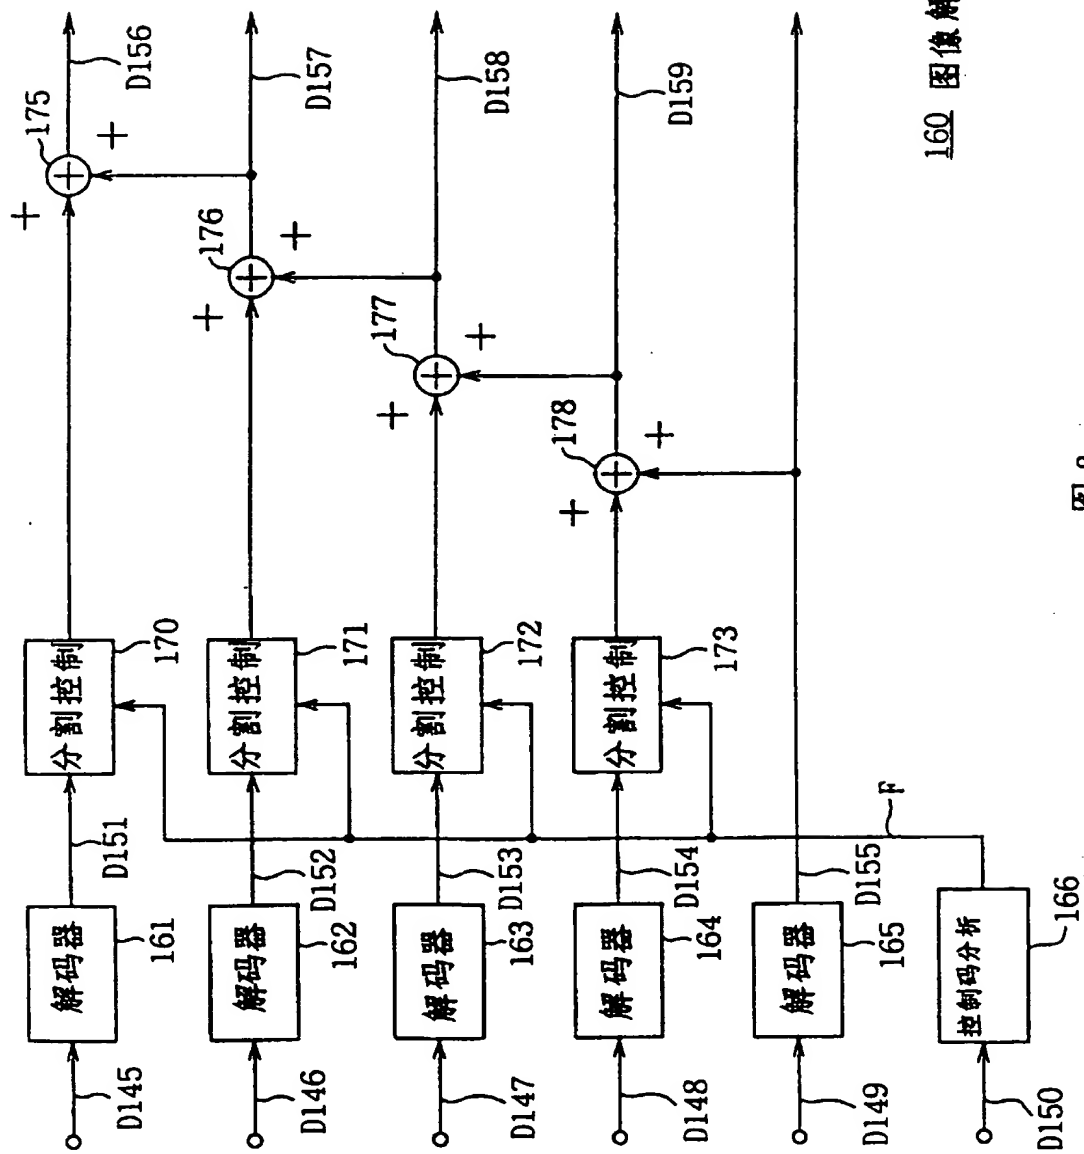 175
+
+
D156
解码器
分割控制
D145
161
D151
170
176
+
+
D157
解码器
分割控制
D146
162
D152
171
177
+
+
D158
解码器
分割控制
D147
163
D153
172
178
+
+
D159
解码器
分割控制
D148
164
D154
173
解码器
D149
165
D155
F
控制码分析
D150
166
160 图像解
图